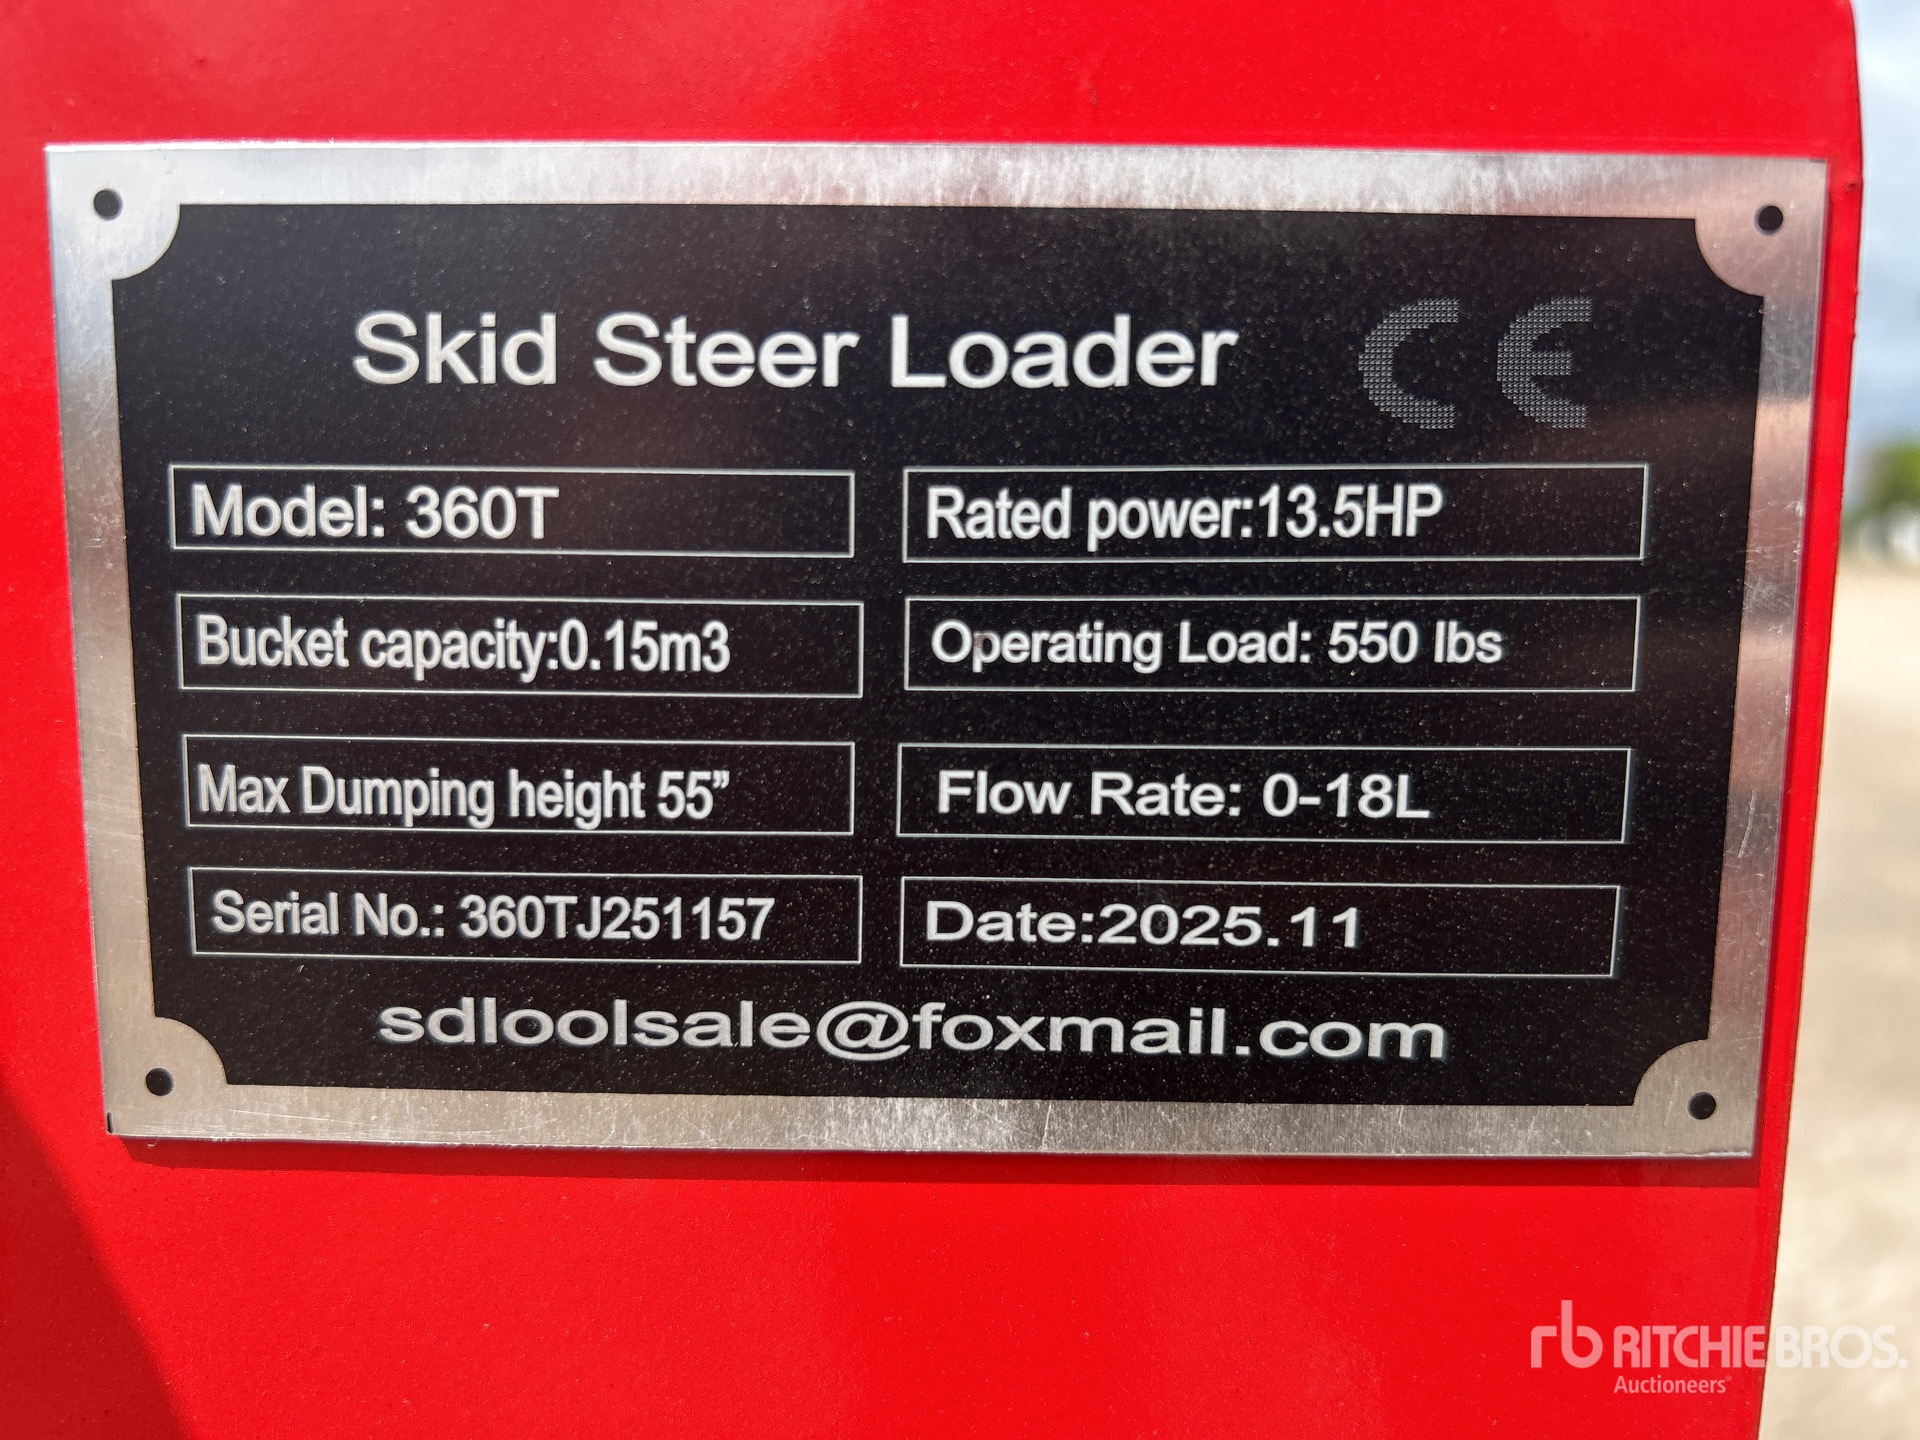 Skid Steer Loader CE
Model: 360T
Rated power:13.5HP
Bucket capacity:0.15m3
Operating Load: 550 lbs
Max Dumping height 55”
Flow Rate: 0-18L
Serial No.: 360TJ251157
Date:2025.11
sdloolsale@foxmail.com
rb RITCHIE BROS.
Auctioneers®